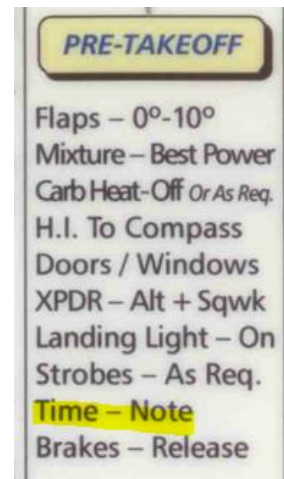 PRE-TAKEOFF
Flaps – 0º-10º
Mixture – Best Power
Carb Heat-Off Or As Req.
H.I. To Compass
Doors / Windows
XPDR – Alt + Sqwk
Landing Light – On
Strobes – As Req.
Time – Note
Brakes – Release